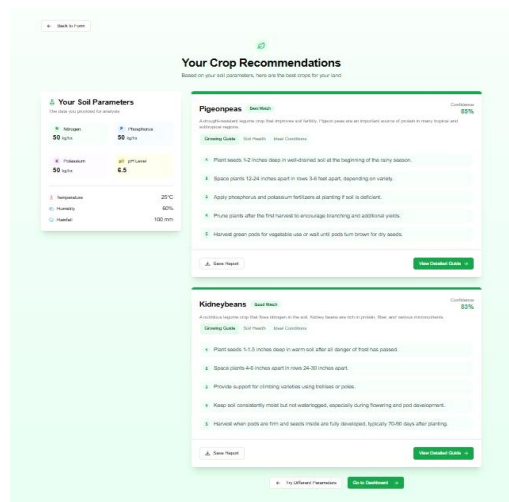 ← Back to Form
Your Crop Recommendations
Based on your soil parameters, here are the best crops for your land
Your Soil Parameters
The data you provided for analysis
N Nitrogen
50 kg/ha
P Phosphorus
50 kg/ha
K Potassium
50 kg/ha
pH pH Level
6.5
Temperature 25°C
Humidity 60%
Rainfall 100 mm
Pigeonpeas Best Match
Confidence
85%
A drought-resistant legume crop that improves soil fertility. Pigeon peas are an important source of protein in many tropical and
subtropical regions.
Growing Guide Soil Health Ideal Conditions
1 Plant seeds 1-2 inches deep in well-drained soil at the beginning of the rainy season.
2 Space plants 12-24 inches apart in rows 3-6 feet apart, depending on variety.
3 Apply phosphorus and potassium fertilizers at planting if soil is deficient.
4 Prune plants after the first harvest to encourage branching and additional yields.
5 Harvest green pods for vegetable use or wait until pods turn brown for dry seeds.
Save Report View Detailed Guide →
Kidneybeans Good Match
Confidence
83%
A nutritious legume crop that fixes nitrogen in the soil. Kidney beans are rich in protein, fiber, and various micronutrients.
Growing Guide Soil Health Ideal Conditions
1 Plant seeds 1-1.5 inches deep in warm soil after all danger of frost has passed.
2 Space plants 4-6 inches apart in rows 24-30 inches apart.
3 Provide support for climbing varieties using trellises or poles.
4 Keep soil consistently moist but not waterlogged, especially during flowering and pod development.
5 Harvest when pods are firm and seeds inside are fully developed, typically 70-90 days after planting.
Save Report View Detailed Guide →
← Try Different Parameters Go to Dashboard →